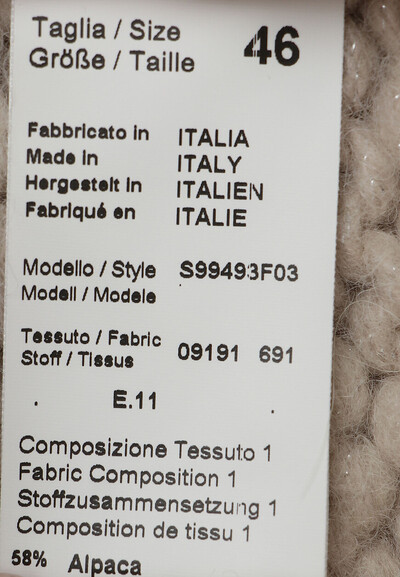 Taglia / Size 46
Größe / Taille
Fabbricato in ITALIA
Made in ITALY
Hergestelt in ITALIEN
Fabriqué en ITALIE
Modello / Style S99493F03
Modell / Modele
Tessuto / Fabric
Stoff / Tissus 09191 691
E.11
Composizione Tessuto 1
Fabric Composition 1
Stoffzusammensetzung 1
Composition de tissu 1
58% Alpaca